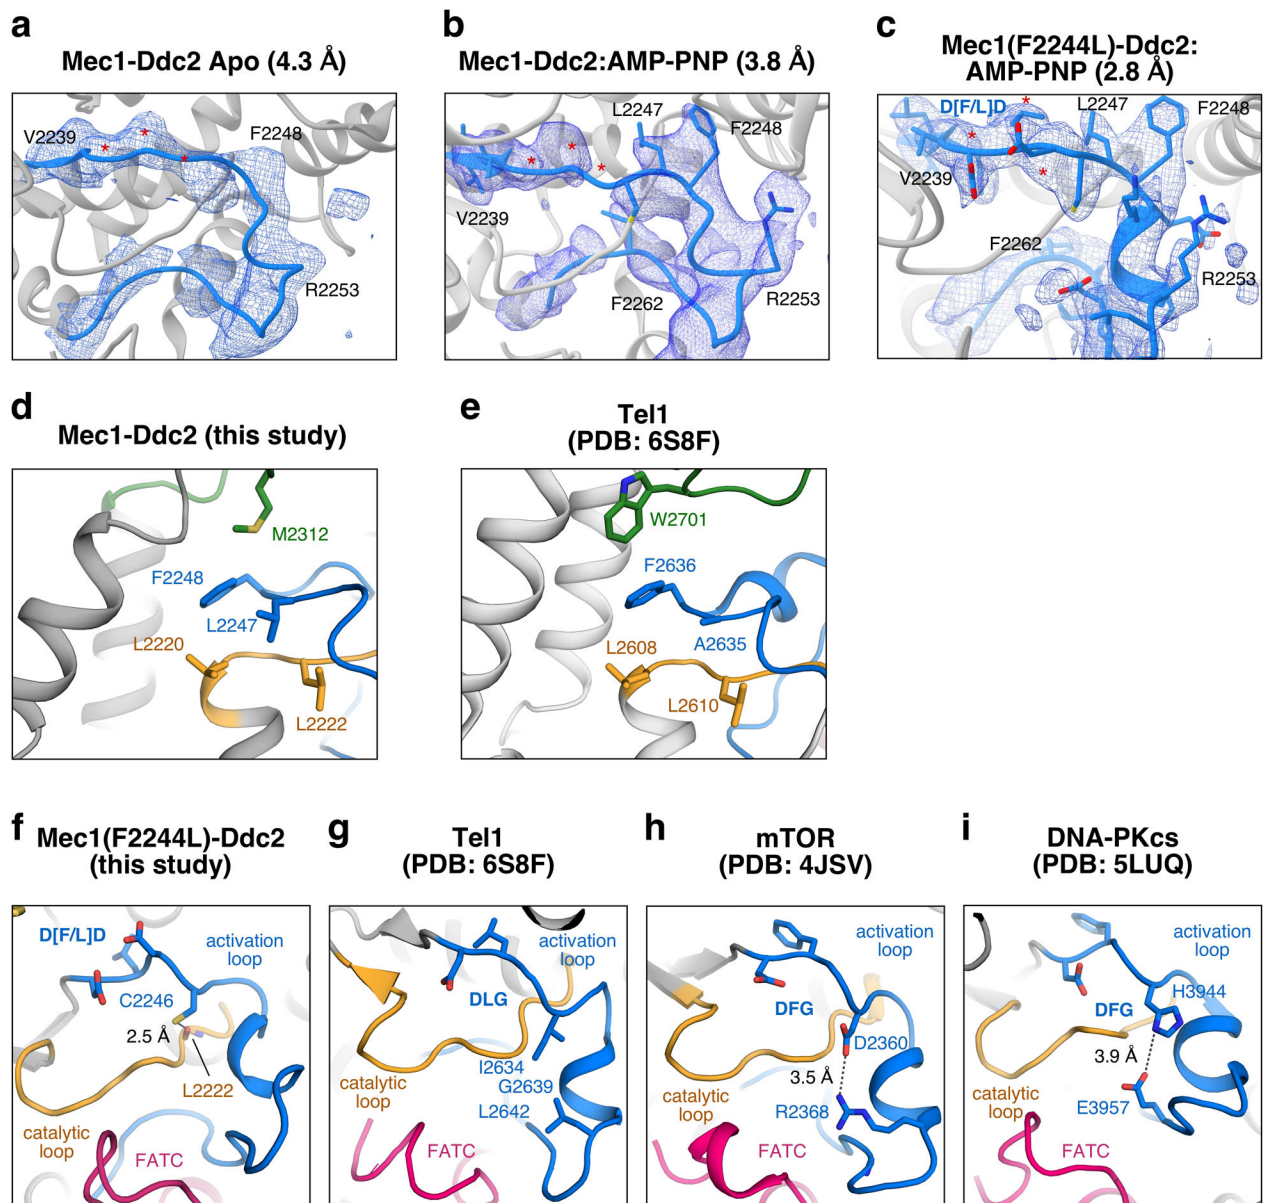 a
Mec1-Ddc2 Apo (4.3 Å)
V2239
*
*
*
F2248
R2253
b
Mec1-Ddc2:AMP-PNP (3.8 Å)
L2247
F2248
*
*
*
V2239
F2262
R2253
c
Mec1(F2244L)-Ddc2:
AMP-PNP (2.8 Å)
D[F/L]D
*
L2247
F2248
*
*
V2239
F2262
R2253
d
Mec1-Ddc2 (this study)
M2312
F2248
L2247
L2220
L2222
e
Tel1
(PDB: 6S8F)
W2701
F2636
L2608
A2635
L2610
f
Mec1(F2244L)-Ddc2
(this study)
D[F/L]D
activation
loop
C2246
2.5 Å
L2222
catalytic
loop
FATC
g
Tel1
(PDB: 6S8F)
activation
loop
DLG
I2634
G2639
L2642
catalytic
loop
FATC
h
mTOR
(PDB: 4JSV)
activation
loop
DFG
D2360
3.5 Å
R2368
catalytic
loop
FATC
i
DNA-PKcs
(PDB: 5LUQ)
activation
loop
H3944
DFG
3.9 Å
E3957
catalytic
loop
FATC